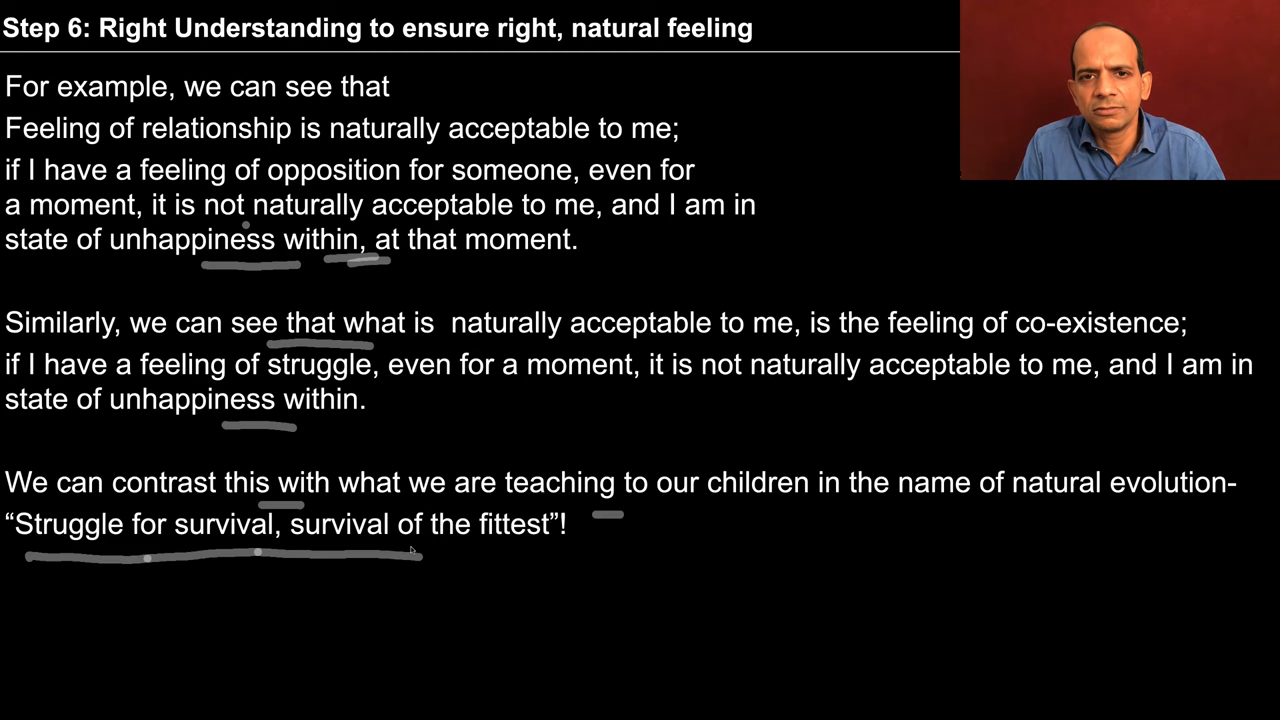 Step 6: Right Understanding to ensure right, natural feeling
For example, we can see that
Feeling of relationship is naturally acceptable to me;
if I have a feeling of opposition for someone, even for
a moment, it is not naturally acceptable to me, and I am in
state of unhappiness within, at that moment.
Similarly, we can see that what is  naturally acceptable to me, is the feeling of co-existence;
if I have a feeling of struggle, even for a moment, it is not naturally acceptable to me, and I am in
state of unhappiness within.
We can contrast this with what we are teaching to our children in the name of natural evolution-
“Struggle for survival, survival of the fittest”!